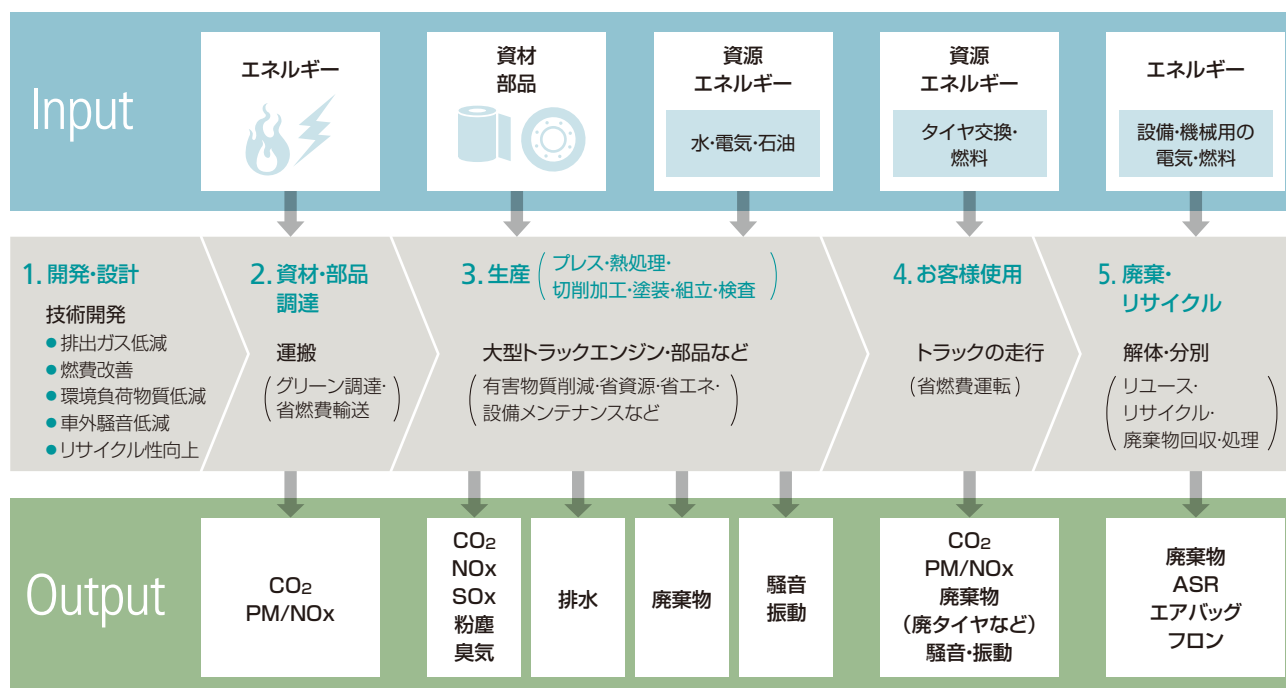 Input
エネルギー
資材
部品
資源
エネルギー
水・電気・石油
資源
エネルギー
タイヤ交換・
燃料
エネルギー
設備・機械用の
電気・燃料
1. 開発・設計
技術開発
●排出ガス低減
●燃費改善
●環境負荷物質低減
●車外騒音低減
●リサイクル性向上
2. 資材・部品
調達
運搬
(グリーン調達・
省燃費輸送)
3. 生産(プレス・熱処理・
切削加工・塗装・組立・検査)
大型トラックエンジン・部品など
(有害物質削減・省資源・省エネ・
設備メンテナンスなど)
4. お客様使用
トラックの走行
(省燃費運転)
5. 廃棄・
リサイクル
解体・分別
(リユース・
リサイクル・
廃棄物回収・処理)
Output
CO2
PM/NOx
CO2
NOx
SOx
粉塵
臭気
排水
廃棄物
騒音
振動
CO2
PM/NOx
廃棄物
(廃タイヤなど)
騒音・振動
廃棄物
ASR
エアバッグ
フロン